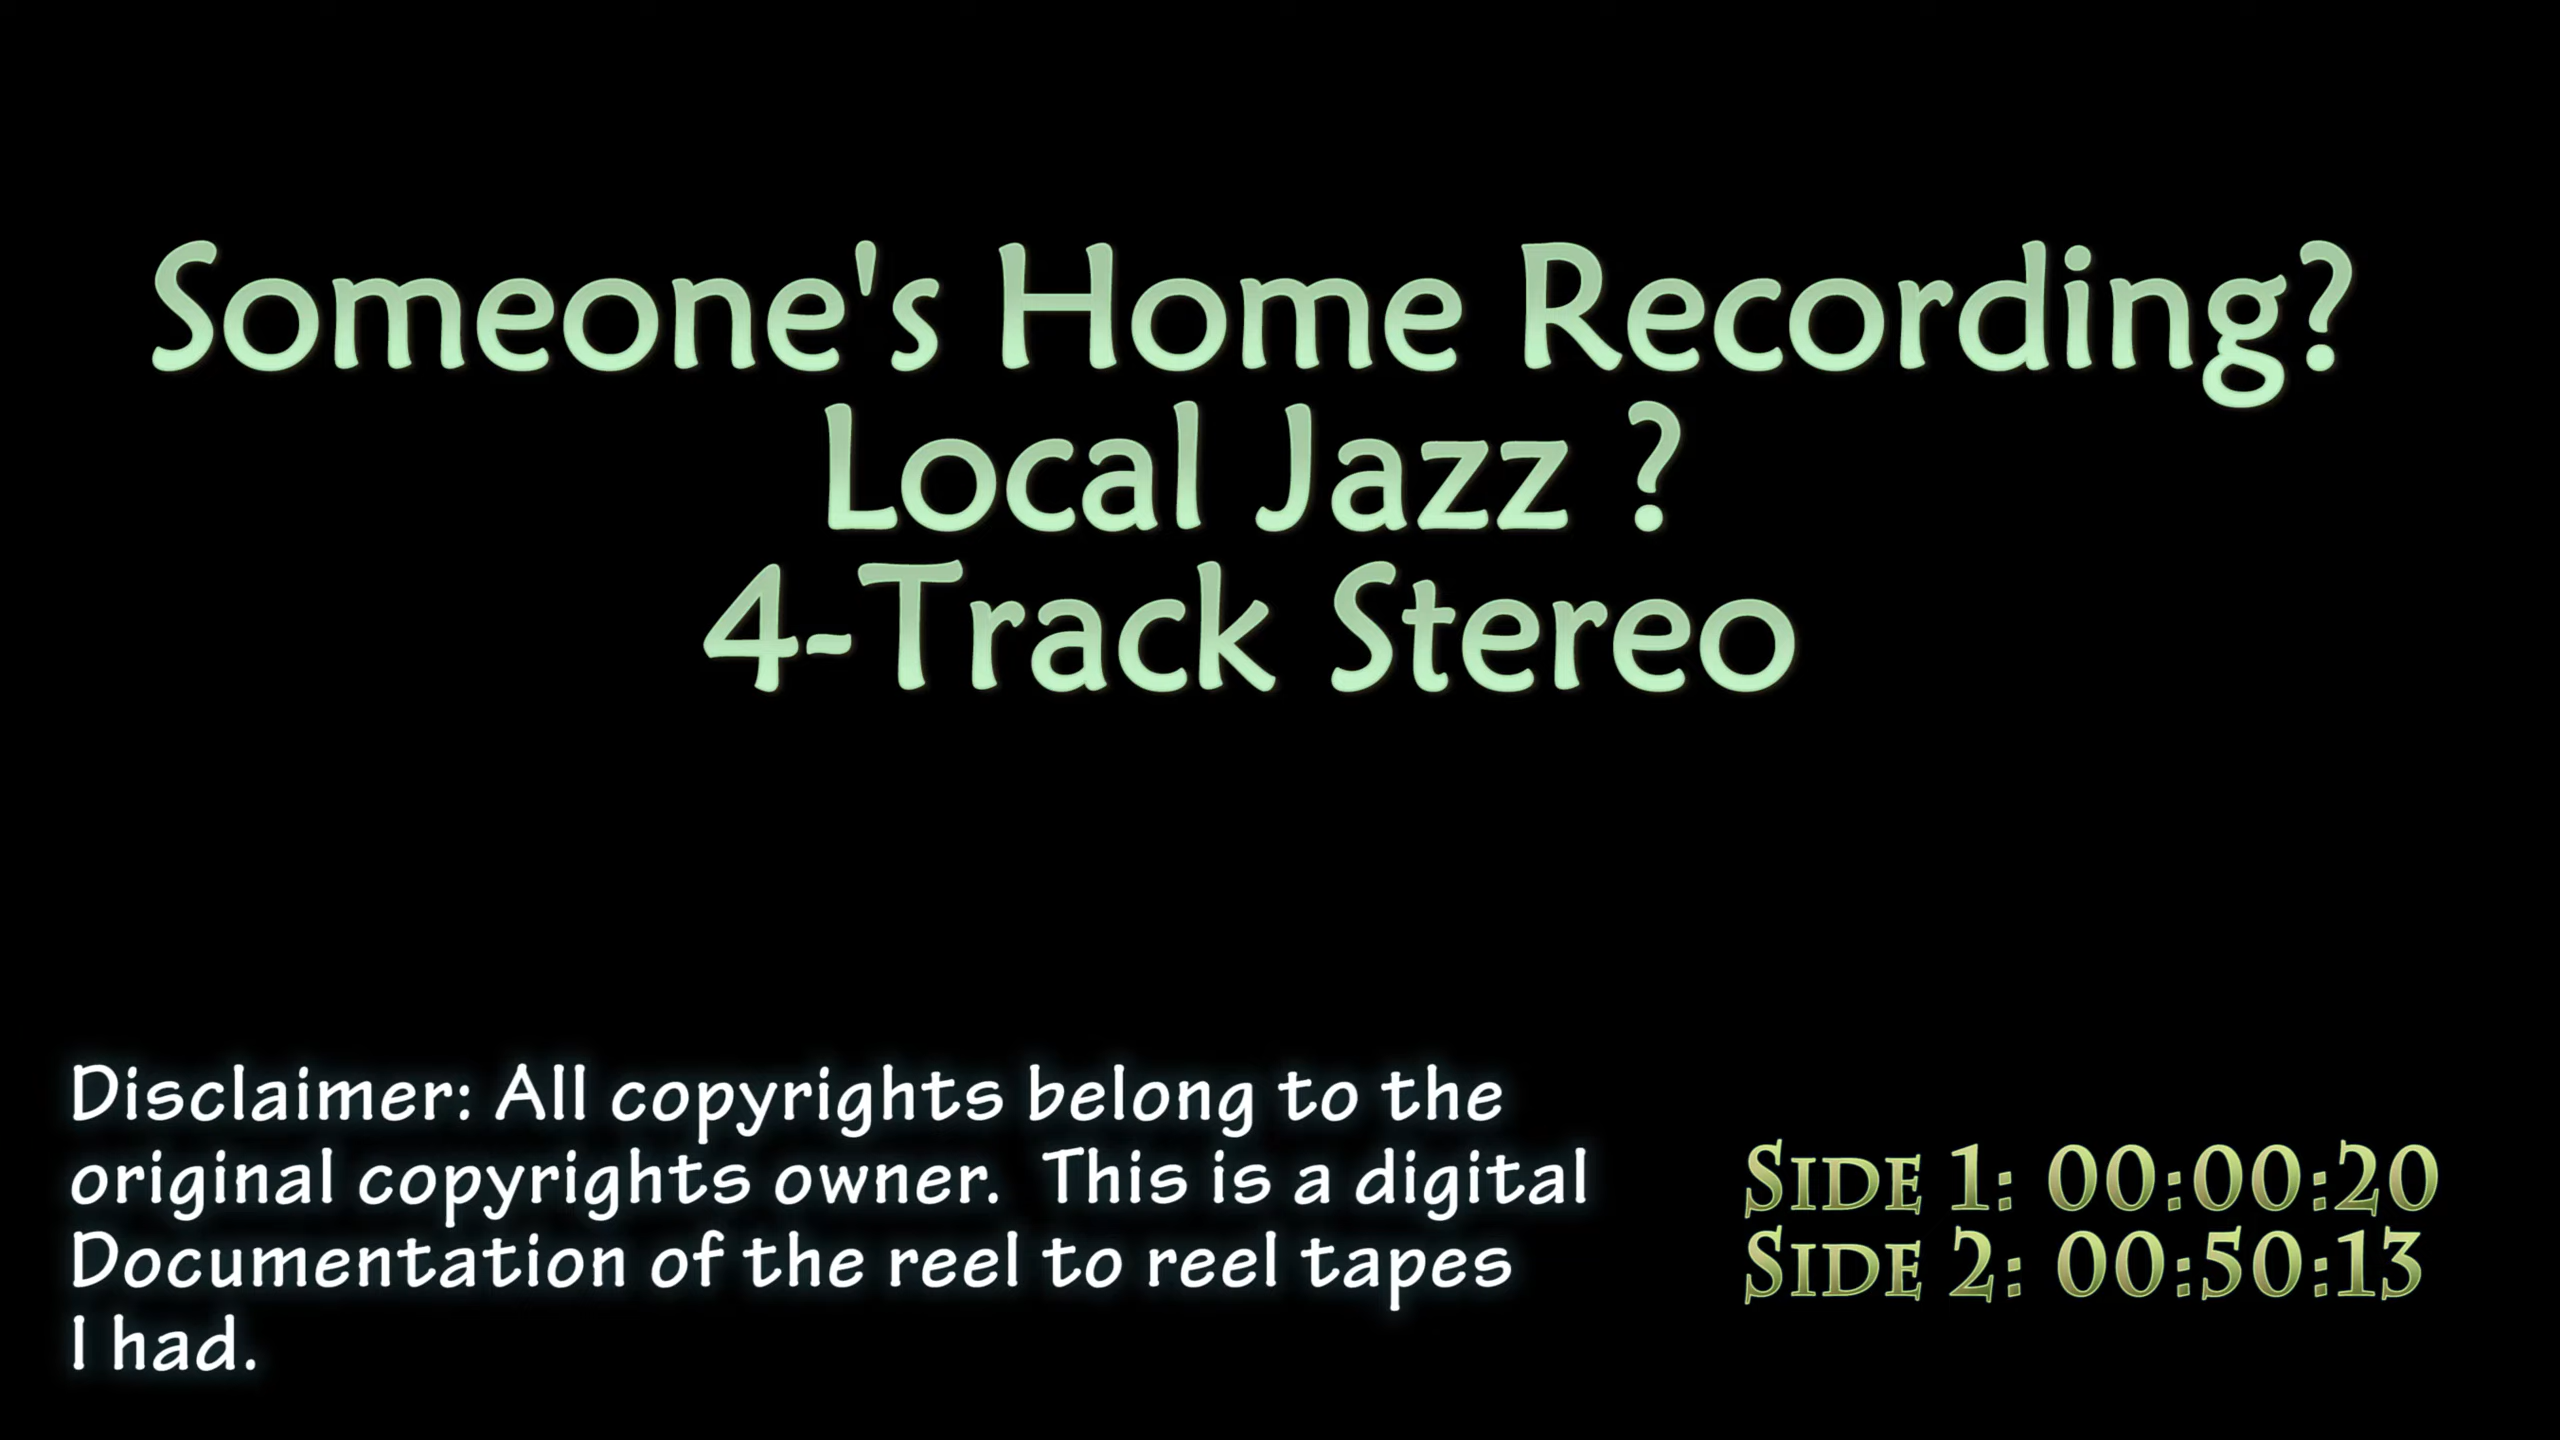 Someone's Home Recording?
Local Jazz ?
4-Track Stereo
Disclaimer: All copyrights belong to the
original copyrights owner.  This is a digital
Documentation of the reel to reel tapes
I had.
SIDE 1: 00:00:20
SIDE 2: 00:50:13